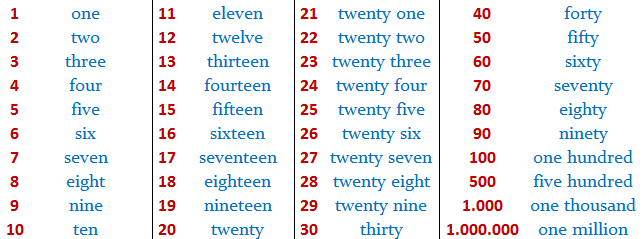 1 one 11 eleven 21 twenty one 40 forty
2 two 12 twelve 22 twenty two 50 fifty
3 three 13 thirteen 23 twenty three 60 sixty
4 four 14 fourteen 24 twenty four 70 seventy
5 five 15 fifteen 25 twenty five 80 eighty
6 six 16 sixteen 26 twenty six 90 ninety
7 seven 17 seventeen 27 twenty seven 100 one hundred
8 eight 18 eighteen 28 twenty eight 500 five hundred
9 nine 19 nineteen 29 twenty nine 1.000 one thousand
10 ten 20 twenty 30 thirty 1.000.000 one million